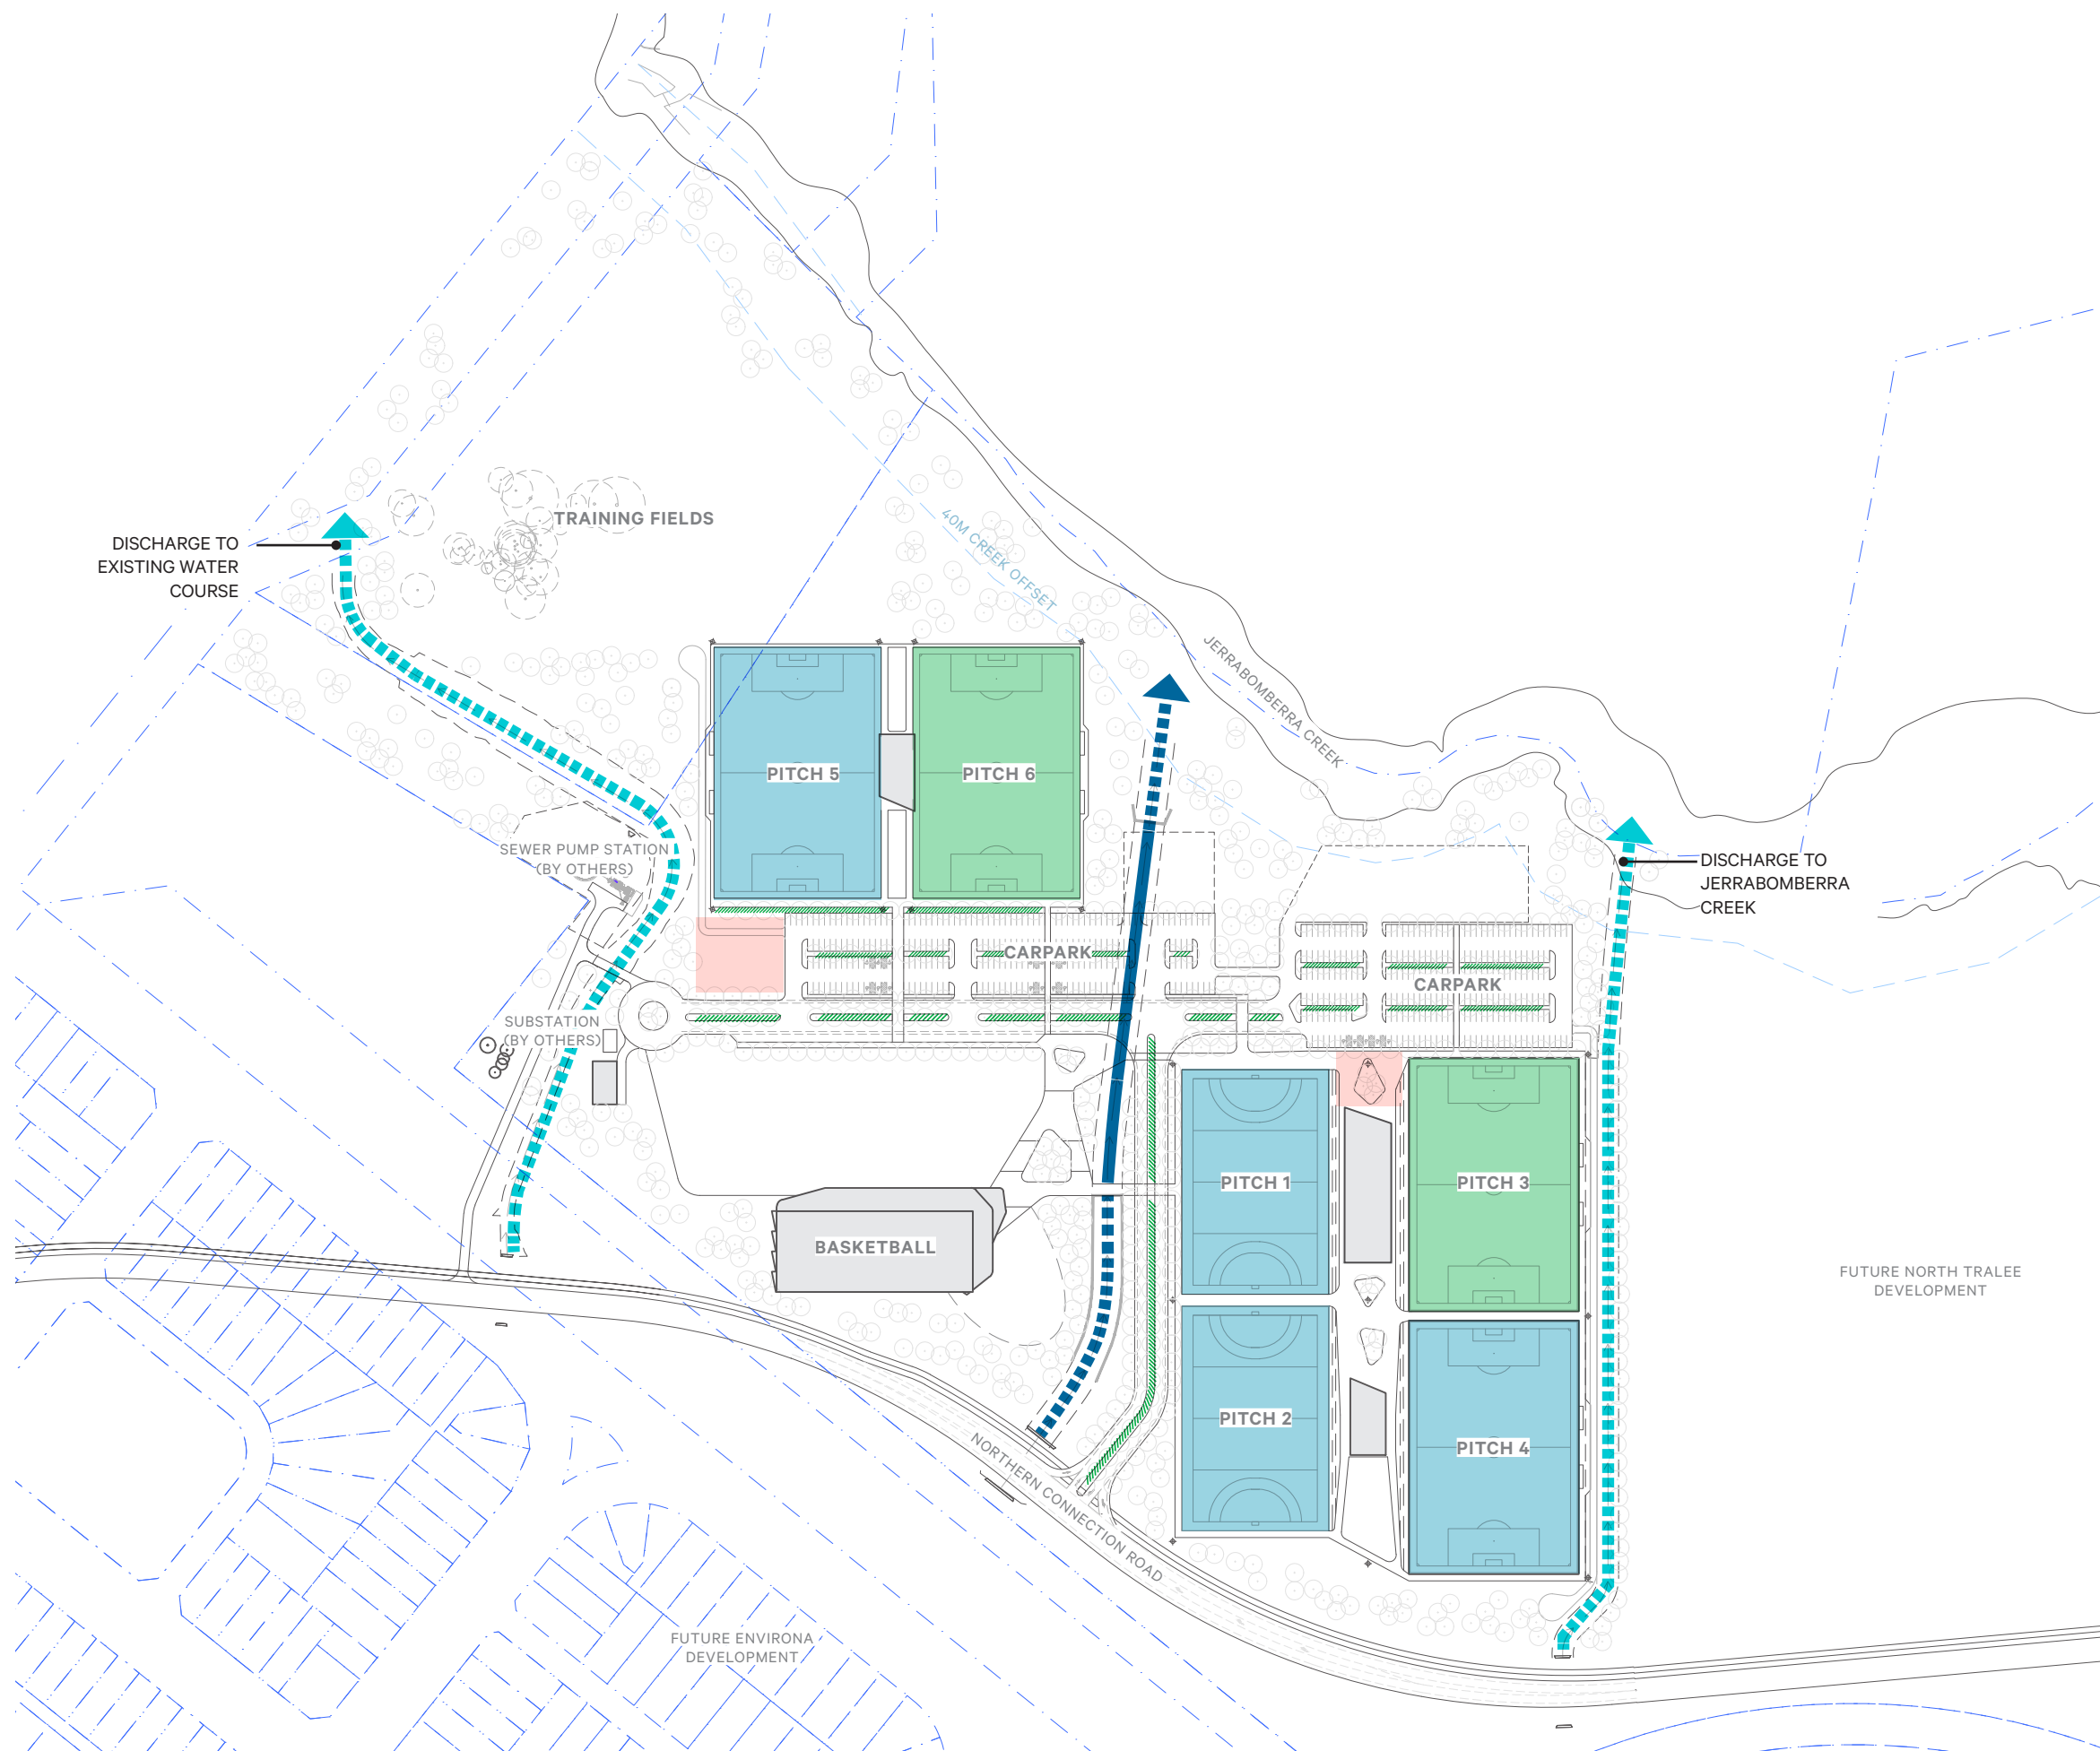 TRAINING FIELDS
DISCHARGE TO
EXISTING WATER
COURSE
40M CREEK OFFSET
JERRABOMBERRA CREEK
PITCH 5
PITCH 6
SEWER PUMP STATION
(BY OTHERS)
DISCHARGE TO
JERRABOMBERRA
CREEK
CARPARK
CARPARK
SUBSTATION
(BY OTHERS)
PITCH 1
PITCH 3
BASKETBALL
FUTURE NORTH TRALEE
DEVELOPMENT
PITCH 2
PITCH 4
NORTHERN CONNECTION ROAD
FUTURE ENVIRONA
DEVELOPMENT